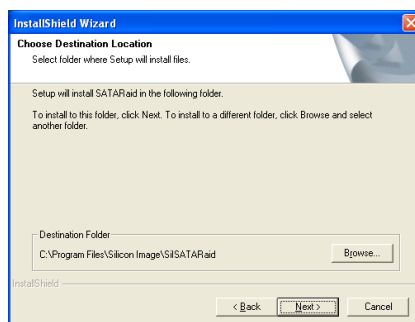 InstallShield Wizard
Choose Destination Location
Select folder where Setup will install files.
Setup will install SATARaid in the following folder.
To install to this folder, click Next. To install to a different folder, click Browse and select
another folder.
Destination Folder
C:\Program Files\Silicon Image\SiISATARaid
Browse...
InstallShield
< Back
Next >
Cancel